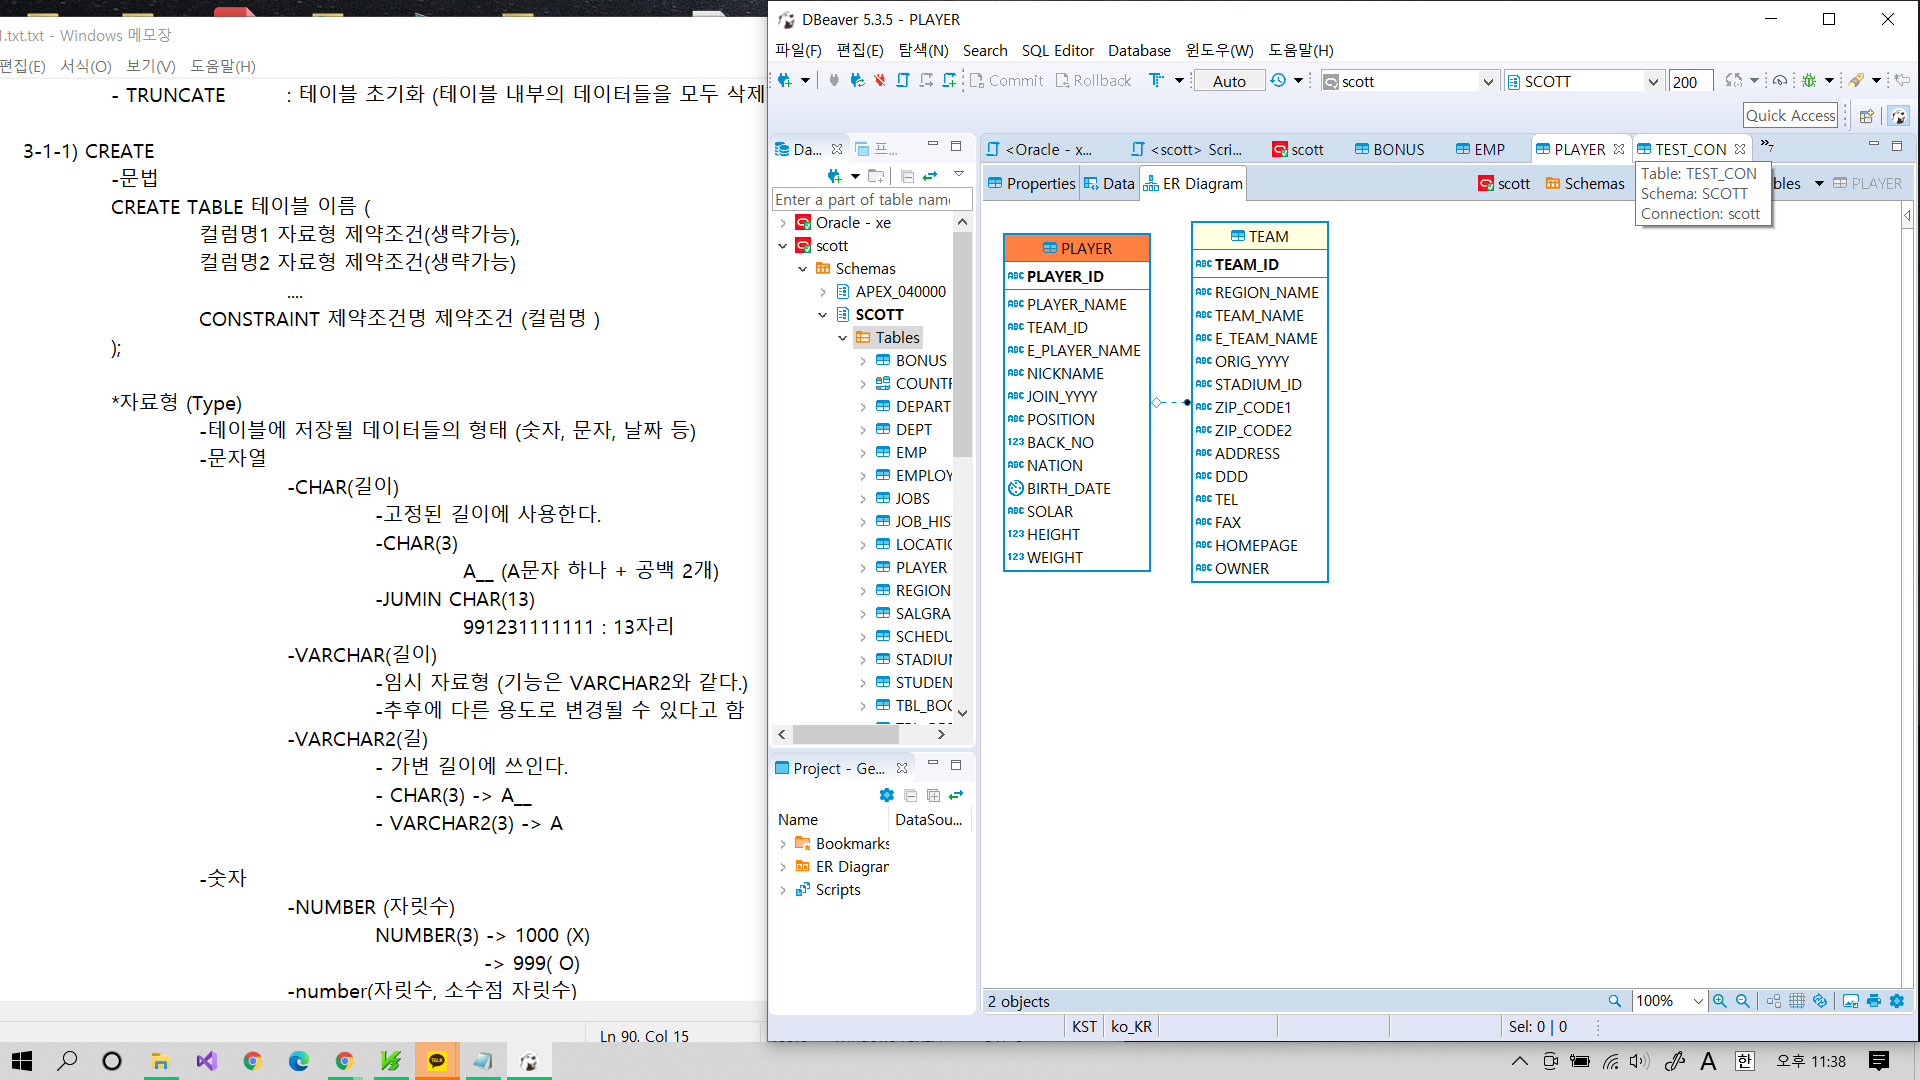 l.txt.txt - Windows 메모장
편집(E) 서식(O) 보기(V) 도움말(H)
- TRUNCATE : 테이블 초기화 (테이블 내부의 데이터들을 모두 삭제
3-1-1) CREATE
-문법
CREATE TABLE 테이블 이름 (
컬럼명1 자료형 제약조건(생략가능),
컬럼명2 자료형 제약조건(생략가능)
....
CONSTRAINT 제약조건명 제약조건 (컬럼명 )
);
*자료형 (Type)
-테이블에 저장될 데이터들의 형태 (숫자, 문자, 날짜 등)
-문자열
-CHAR(길이)
-고정된 길이에 사용한다.
-CHAR(3)
A__ (A문자 하나 + 공백 2개)
-JUMIN CHAR(13)
991231111111 : 13자리
-VARCHAR(길이)
-임시 자료형 (기능은 VARCHAR2와 같다.)
-추후에 다른 용도로 변경될 수 있다고 함
-VARCHAR2(길)
- 가변 길이에 쓰인다.
- CHAR(3) -> A__
- VARCHAR2(3) -> A
-숫자
-NUMBER (자릿수)
NUMBER(3) -> 1000 (X)
-> 999( O)
-number(자릿수, 소수점 자릿수)
Ln 90, Col 15
DBeaver 5.3.5 - PLAYER
파일(F) 편집(E) 탐색(N) Search SQL Editor Database 윈도우(W) 도움말(H)
Commit Rollback Auto scott SCOTT 200
Quick Access
Da... 프...
Enter a part of table name
Oracle - xe
scott
Schemas
APEX_040000
SCOTT
Tables
BONUS
COUNTR
DEPART
DEPT
EMP
EMPLOY
JOBS
JOB_HIS
LOCATIO
PLAYER
REGION
SALGRA
SCHEDU
STADIUM
STUDEN
TBL_BOO
Project - Ge...
Name DataSou...
Bookmarks
ER Diagram
Scripts
<Oracle - x... <scott> Scri... scott BONUS EMP PLAYER TEST_CON »7
Properties Data ER Diagram scott Schemas bles PLAYER
Table: TEST_CON
Schema: SCOTT
Connection: scott
PLAYER
PLAYER_ID
PLAYER_NAME
TEAM_ID
E_PLAYER_NAME
NICKNAME
JOIN_YYYY
POSITION
BACK_NO
NATION
BIRTH_DATE
SOLAR
HEIGHT
WEIGHT
TEAM
TEAM_ID
REGION_NAME
TEAM_NAME
E_TEAM_NAME
ORIG_YYYY
STADIUM_ID
ZIP_CODE1
ZIP_CODE2
ADDRESS
DDD
TEL
FAX
HOMEPAGE
OWNER
2 objects 100%
KST ko_KR Sel: 0 | 0
TALK A 한 오후 11:38